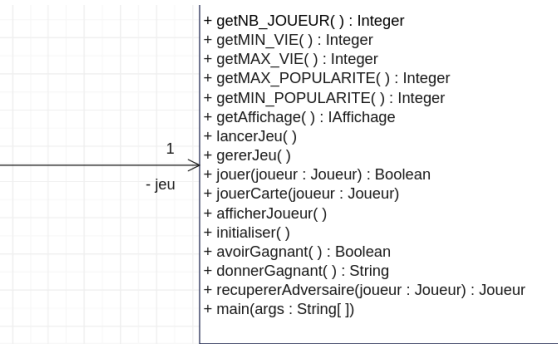 + getNB_JOUEUR( ) : Integer
+ getMIN_VIE( ) : Integer
+ getMAX_VIE( ) : Integer
+ getMAX_POPULARITE( ) : Integer
+ getMIN_POPULARITE( ) : Integer
+ getAffichage( ) : IAffichage
+ lancerJeu( )
+ gererJeu( )
+ jouer(joueur : Joueur) : Boolean
+ jouerCarte(joueur : Joueur)
+ afficherJoueur( )
+ initialiser( )
+ avoirGagnant( ) : Boolean
+ donnerGagnant( ) : String
+ recupererAdversaire(joueur : Joueur) : Joueur
+ main(args : String[ ])
1
- jeu